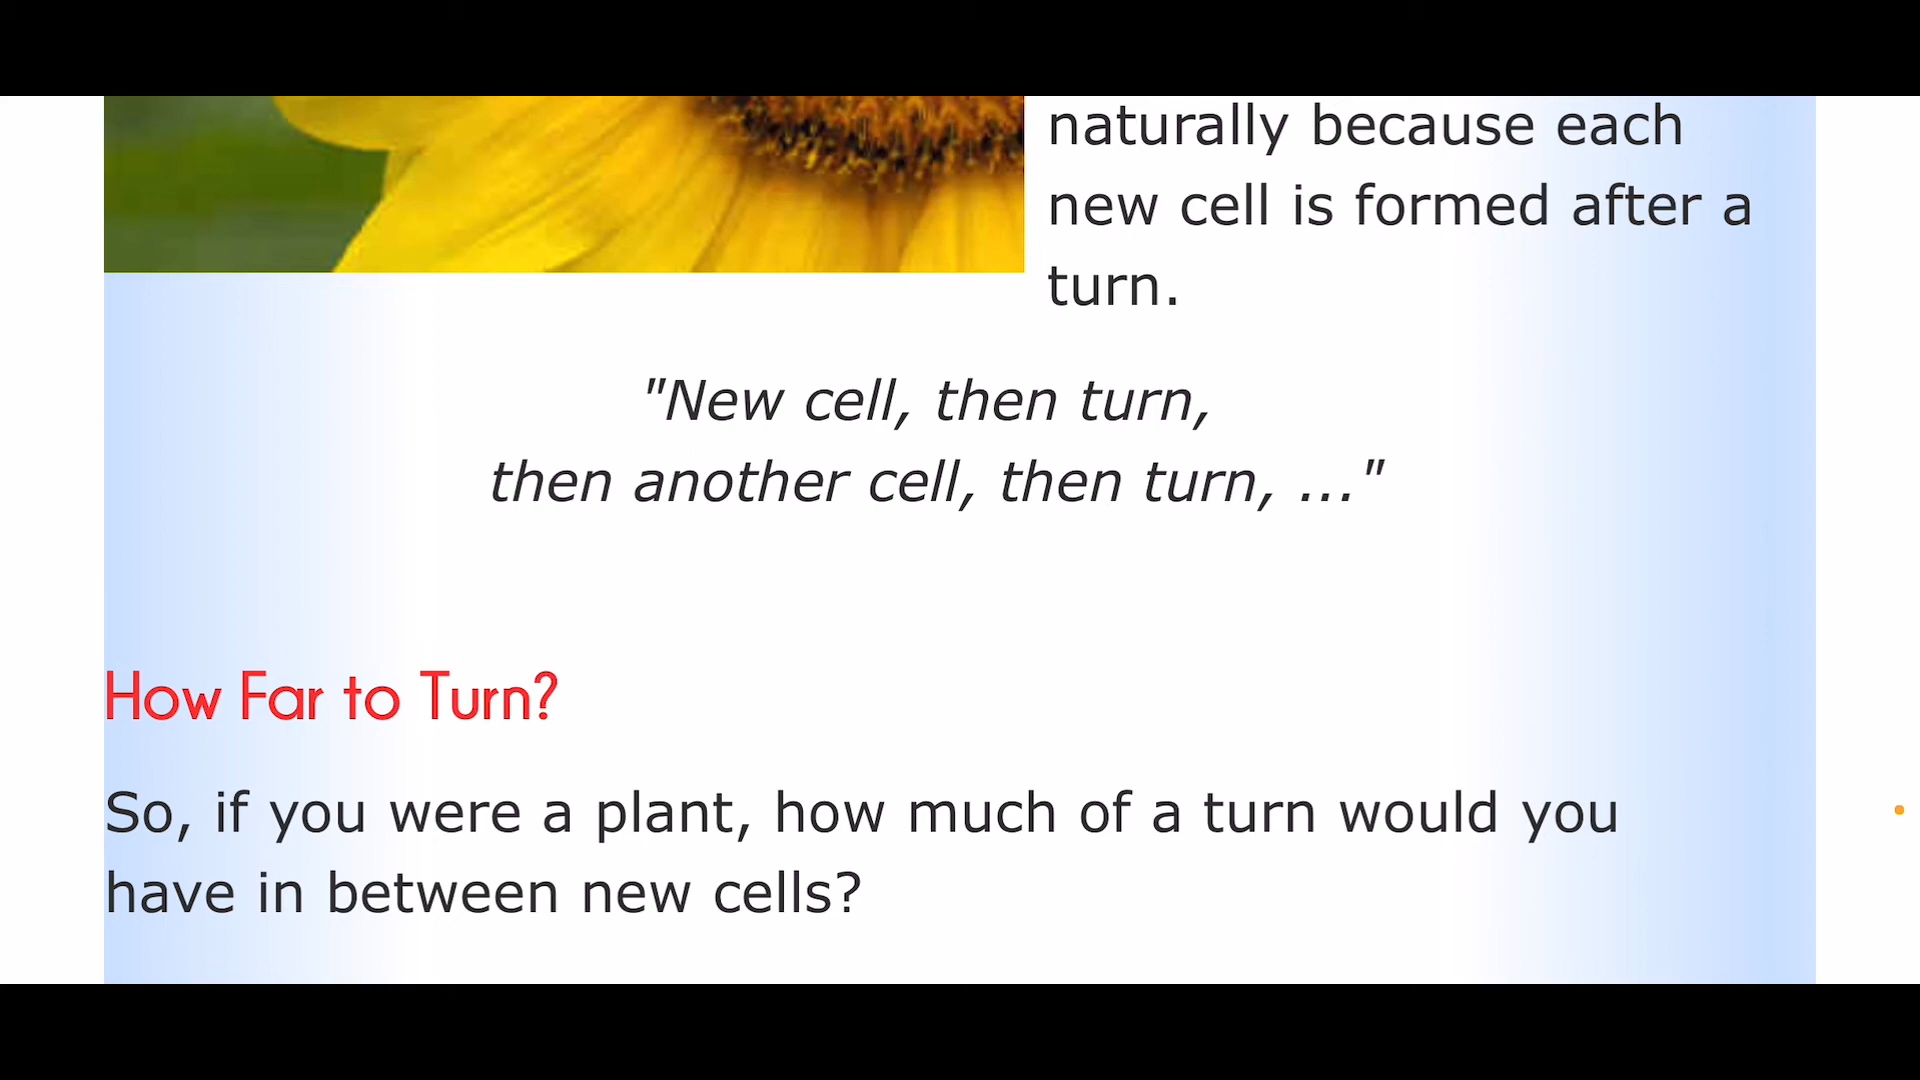 naturally because each
new cell is formed after a
turn.
"New cell, then turn,
then another cell, then turn, ..."
How Far to Turn?
So, if you were a plant, how much of a turn would you
have in between new cells?